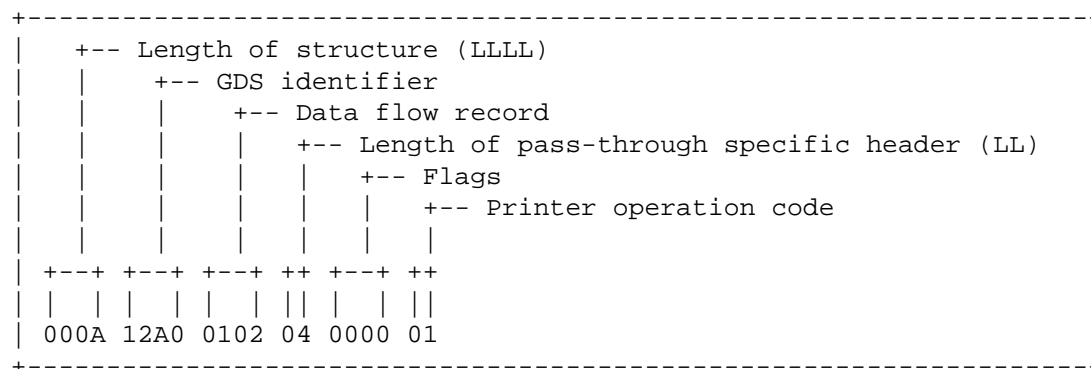 +-- Length of structure (LLLL)
+-- GDS identifier
+-- Data flow record
+-- Length of pass-through specific header (LL)
+-- Flags
+-- Printer operation code
000A 12A0 0102 04 0000 01